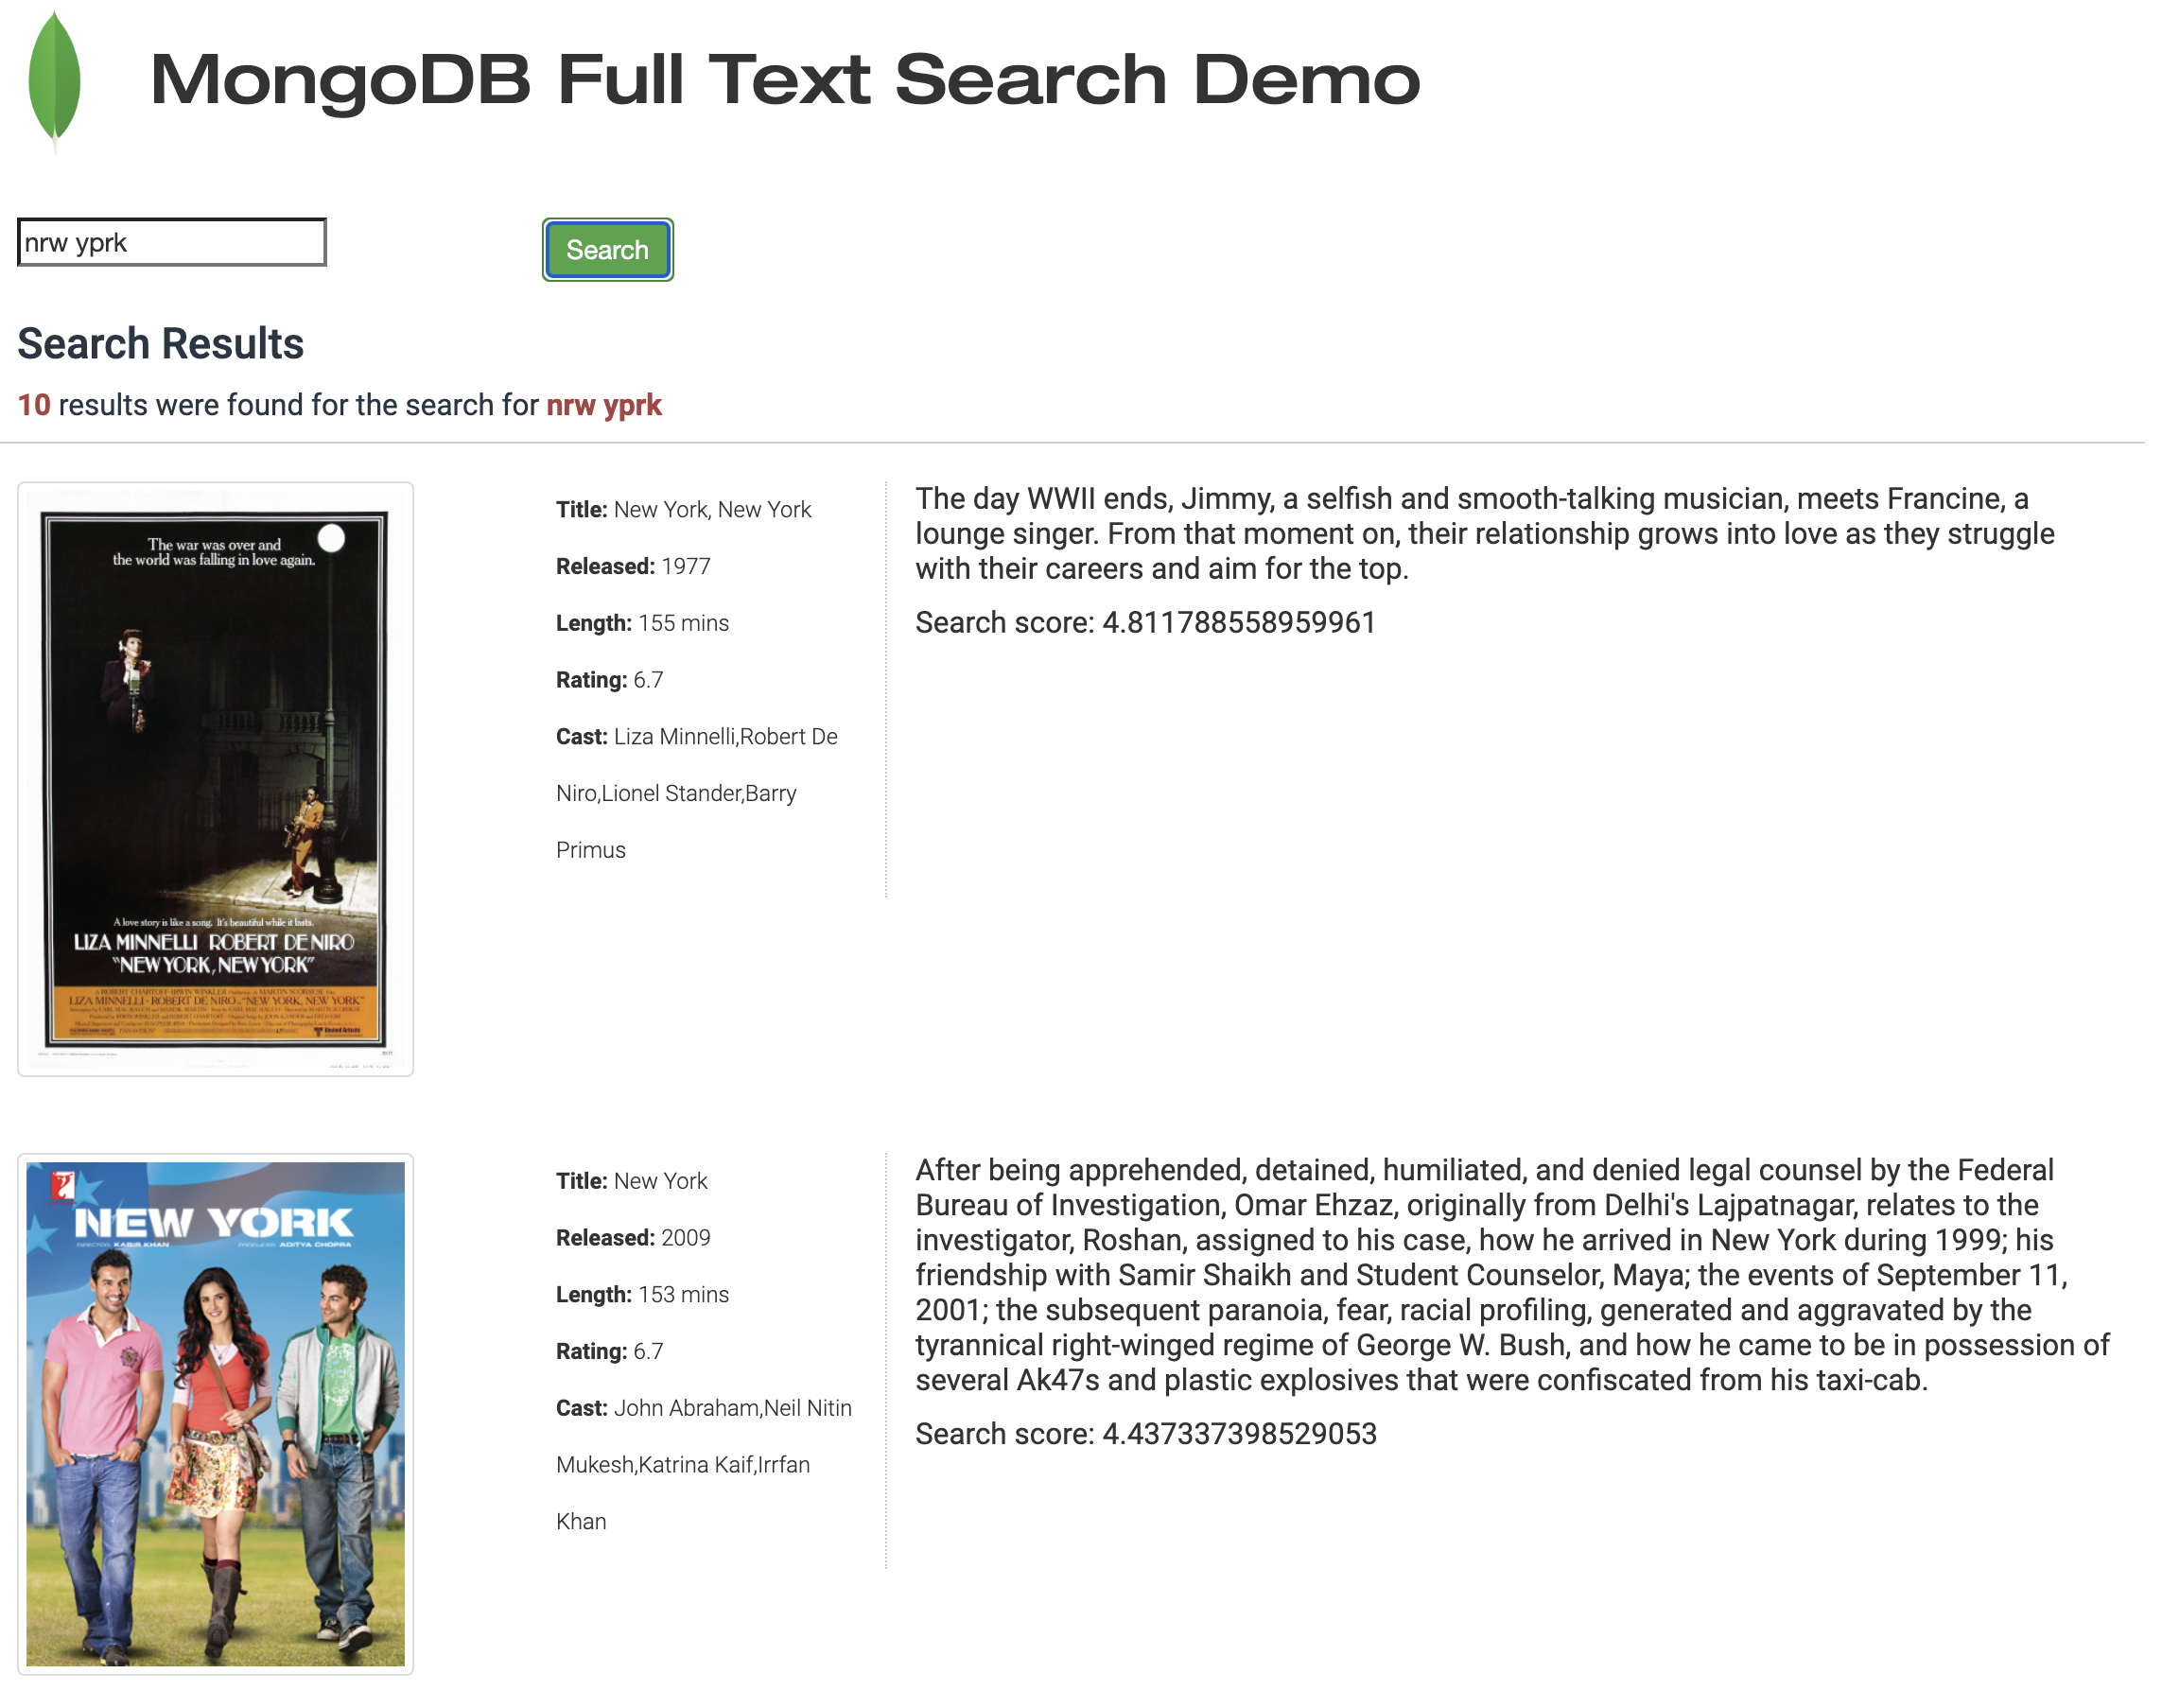 MongoDB Full Text Search Demo
nrw yprk
Search
Search Results
10 results were found for the search for nrw yprk
The war was over and
the world was falling in love again.
A love story is like a song. It's beautiful while it lasts.
LIZA MINNELLI ROBERT DE NIRO
"NEW YORK, NEW YORK"
LIZA MINNELLI · ROBERT DE NIRO "NEW YORK, NEW YORK"
United Artists
Title: New York, New York
Released: 1977
Length: 155 mins
Rating: 6.7
Cast: Liza Minnelli,Robert De
Niro,Lionel Stander,Barry
Primus
The day WWII ends, Jimmy, a selfish and smooth-talking musician, meets Francine, a
lounge singer. From that moment on, their relationship grows into love as they struggle
with their careers and aim for the top.
Search score: 4.811788558959961
NEW YORK
DIRECTOR KABIR KHAN PRODUCER ADITYA CHOPRA
Title: New York
Released: 2009
Length: 153 mins
Rating: 6.7
Cast: John Abraham,Neil Nitin
Mukesh,Katrina Kaif,Irrfan
Khan
After being apprehended, detained, humiliated, and denied legal counsel by the Federal
Bureau of Investigation, Omar Ehzaz, originally from Delhi's Lajpatnagar, relates to the
investigator, Roshan, assigned to his case, how he arrived in New York during 1999; his
friendship with Samir Shaikh and Student Counselor, Maya; the events of September 11,
2001; the subsequent paranoia, fear, racial profiling, generated and aggravated by the
tyrannical right-winged regime of George W. Bush, and how he came to be in possession of
several Ak47s and plastic explosives that were confiscated from his taxi-cab.
Search score: 4.437337398529053